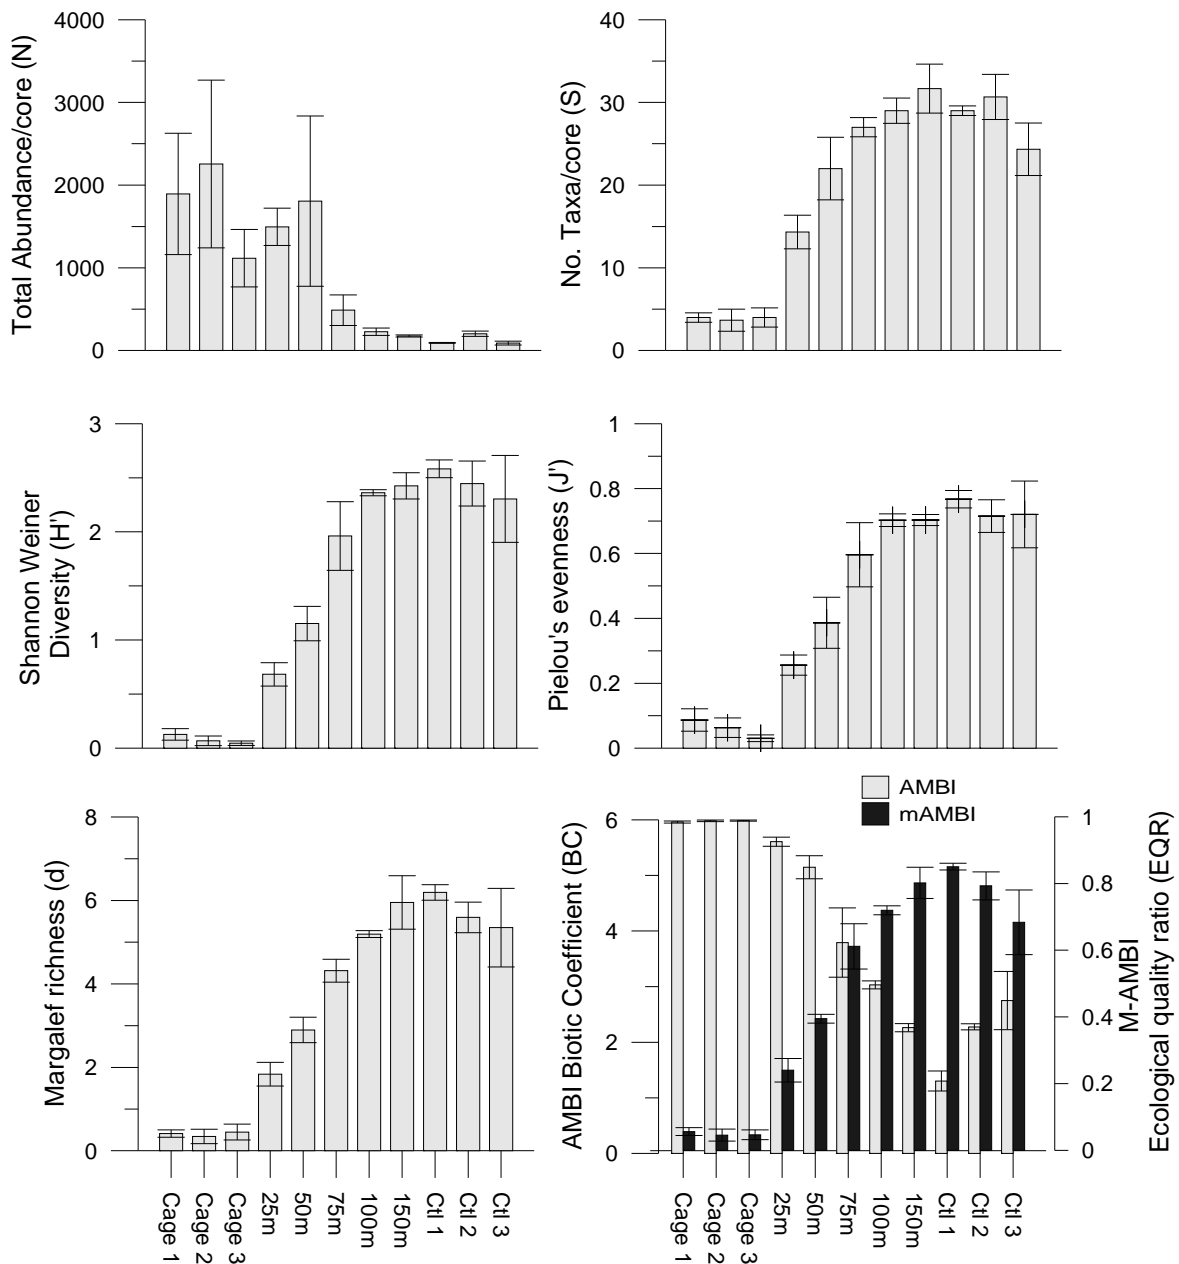 Total Abundance/core (N)
4000
3000
2000
1000
0
No. Taxa/core (S)
40
30
20
10
0
Shannon Weiner
Diversity (H')
3
2
1
0
Pielou's evenness (J')
1
0.8
0.6
0.4
0.2
0
Margalef richness (d)
8
6
4
2
0
Cage 1
Cage 2
Cage 3
25m
50m
75m
100m
150m
Ctl 1
Ctl 2
Ctl 3
AMBI
mAMBI
AMBI Biotic Coefficient (BC)
6
4
2
0
1
0.8
0.6
0.4
0.2
0
M-AMBI
Ecological quality ratio (EQR)
Cage 1
Cage 2
Cage 3
25m
50m
75m
100m
150m
Ctl 1
Ctl 2
Ctl 3